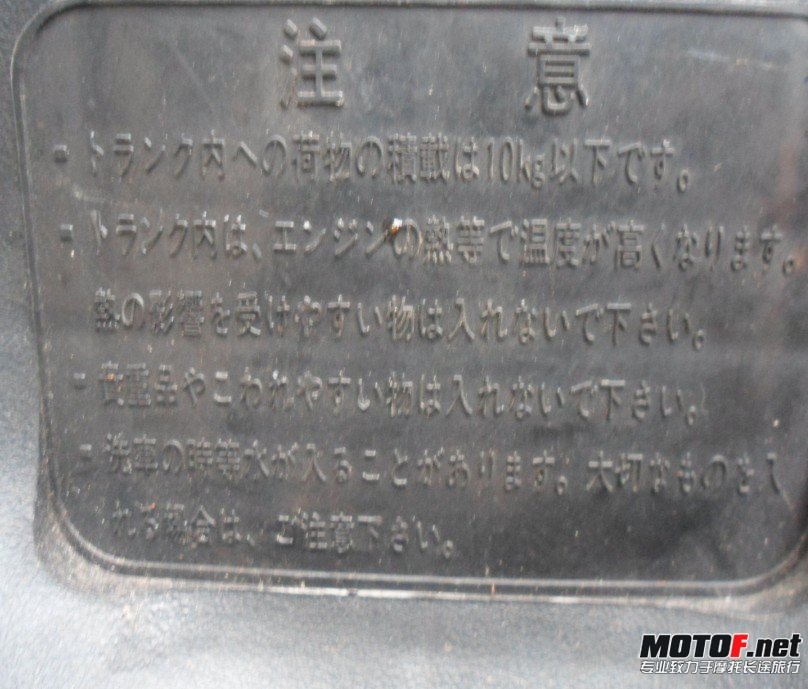 注意
・トランク内への荷物の積載は10kg以下です。
・トランク内は、エンジンの熱等で温度が高くなります。
熱の影響を受けやすい物は入れないで下さい。
・貴重品やこわれやすい物は入れないで下さい。
・洗車の時等水が入ることがあります。大切なものを入
れる場合は、ご注意下さい。
MOTOF.net
专业致力于摩托长途旅行